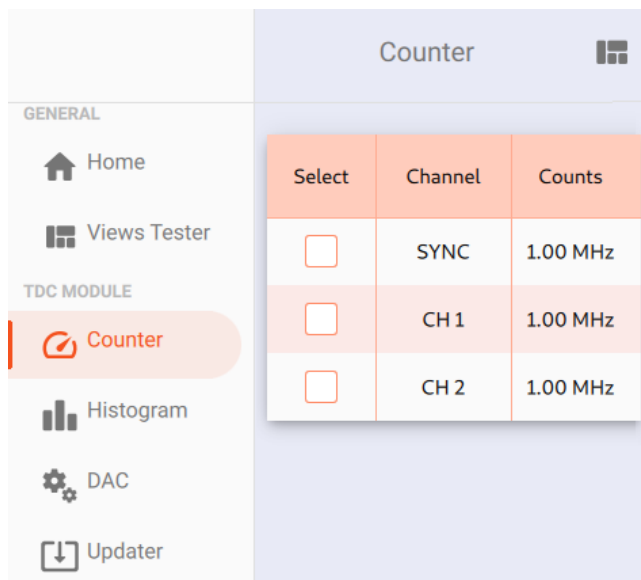 Counter
GENERAL
Home
Views Tester
TDC MODULE
Counter
Histogram
DAC
Updater
Select Channel Counts
SYNC 1.00 MHz
CH 1 1.00 MHz
CH 2 1.00 MHz